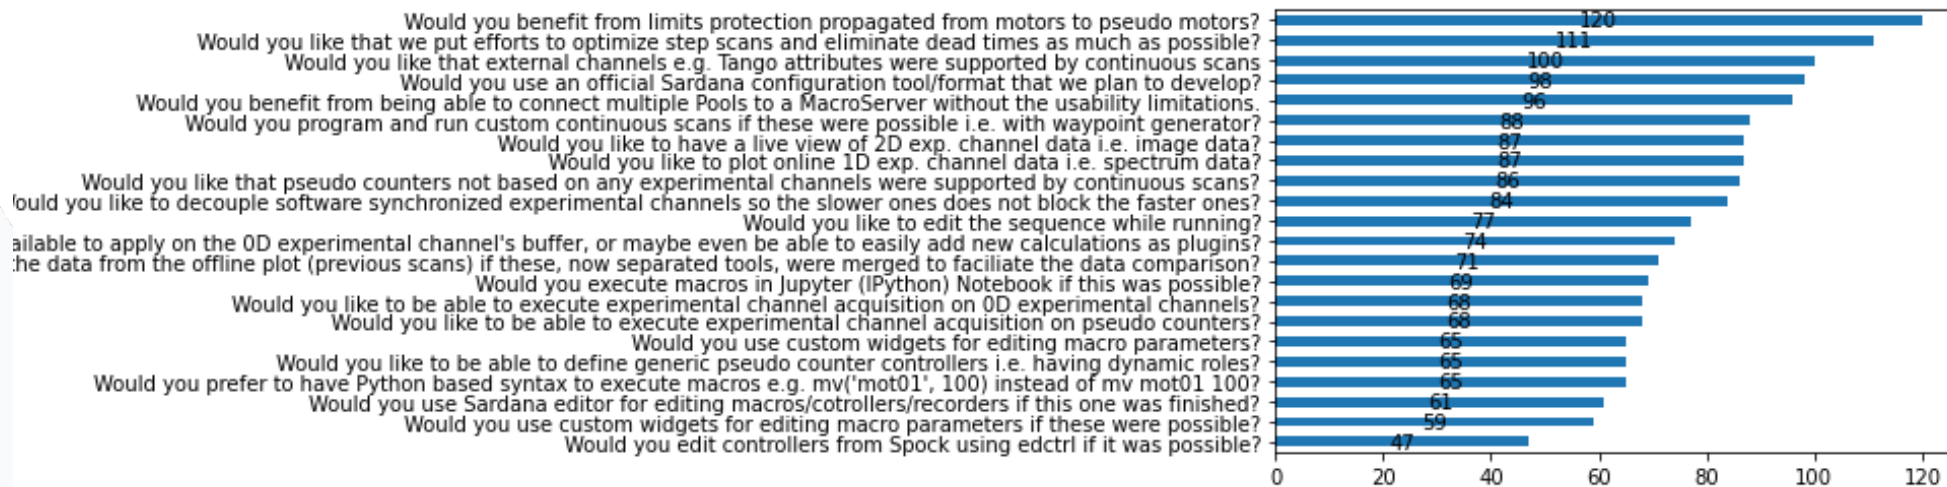 Would you benefit from limits protection propagated from motors to pseudo motors? 120
Would you like that we put efforts to optimize step scans and eliminate dead times as much as possible? 111
Would you like that external channels e.g. Tango attributes were supported by continuous scans 100
Would you use an official Sardana configuration tool/format that we plan to develop? 98
Would you benefit from being able to connect multiple Pools to a MacroServer without the usability limitations. 96
Would you program and run custom continuous scans if these were possible i.e. with waypoint generator? 88
Would you like to have a live view of 2D exp. channel data i.e. image data? 87
Would you like to plot online 1D exp. channel data i.e. spectrum data? 87
Would you like that pseudo counters not based on any experimental channels were supported by continuous scans? 86
ould you like to decouple software synchronized experimental channels so the slower ones does not block the faster ones? 84
Would you like to edit the sequence while running? 77
ailable to apply on the 0D experimental channel's buffer, or maybe even be able to easily add new calculations as plugins? 74
the data from the offline plot (previous scans) if these, now separated tools, were merged to faciliate the data comparison? 71
Would you execute macros in Jupyter (IPython) Notebook if this was possible? 69
Would you like to be able to execute experimental channel acquisition on 0D experimental channels? 68
Would you like to be able to execute experimental channel acquisition on pseudo counters? 68
Would you use custom widgets for editing macro parameters? 65
Would you like to be able to define generic pseudo counter controllers i.e. having dynamic roles? 65
Would you prefer to have Python based syntax to execute macros e.g. mv('mot01', 100) instead of mv mot01 100? 65
Would you use Sardana editor for editing macros/cotrollers/recorders if this one was finished? 61
Would you use custom widgets for editing macro parameters if these were possible? 59
Would you edit controllers from Spock using edctrl if it was possible? 47
0 20 40 60 80 100 120